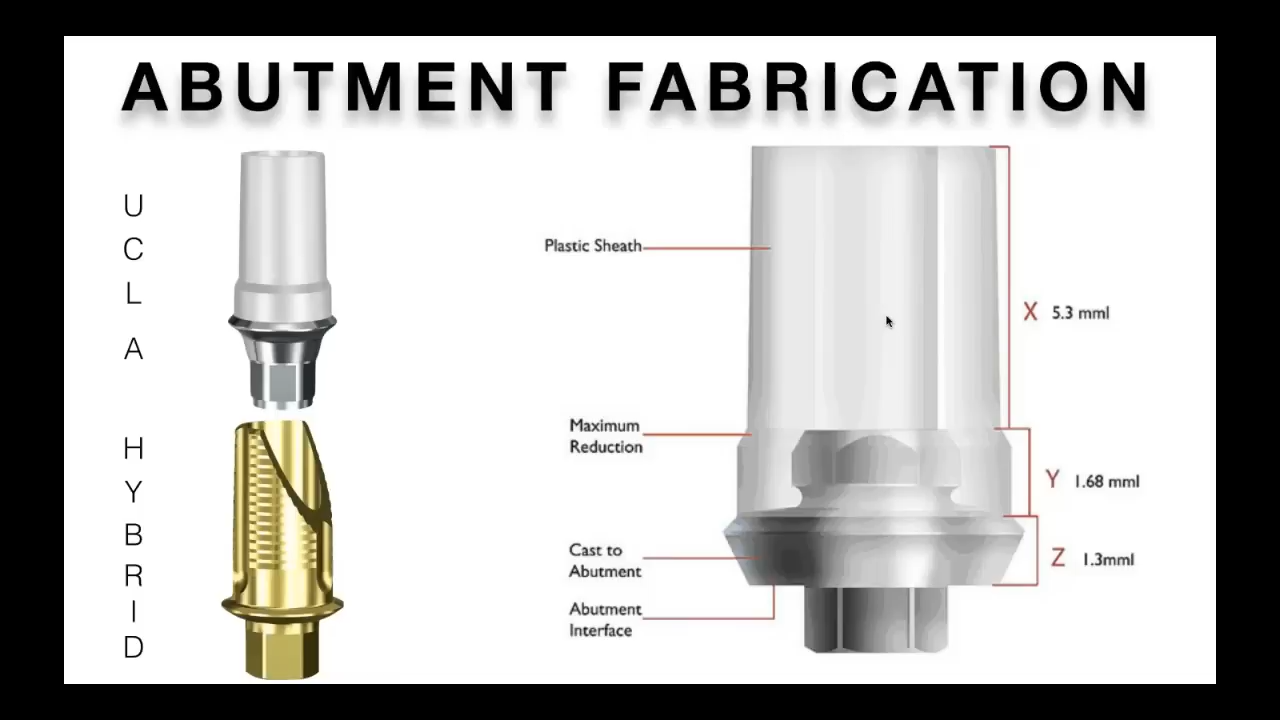 ABUTMENT FABRICATION
U
C
L
A
H
Y
B
R
I
D
Plastic Sheath
Maximum
Reduction
Cast to
Abutment
Abutment
Interface
X 5.3 mml
Y 1.68 mml
Z 1.3mml